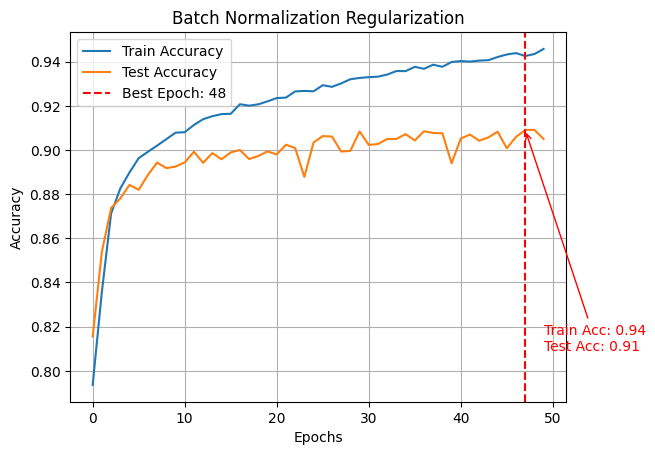 Batch Normalization Regularization
Train Accuracy
Test Accuracy
Best Epoch: 48
0.94
0.92
0.90
0.88
0.86
0.84
0.82
0.80
Accuracy
Train Acc: 0.94
Test Acc: 0.91
0 10 20 30 40 50
Epochs